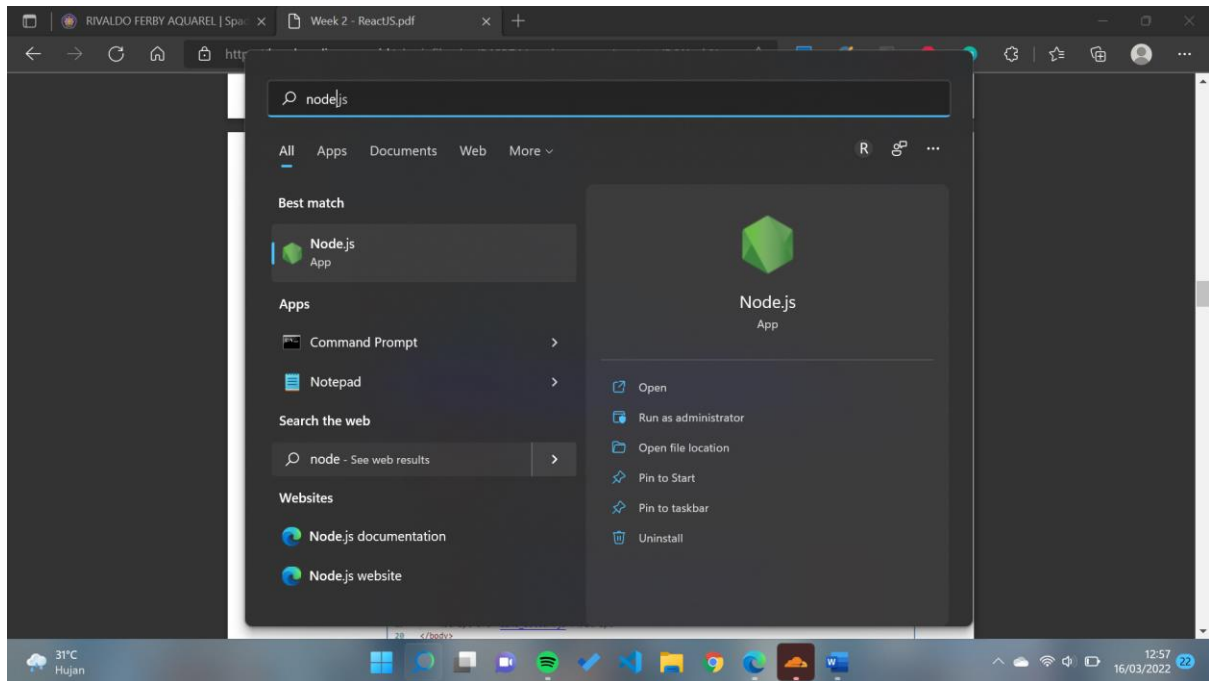 RIVALDO FERBY AQUAREL | Spac
Week 2 - ReactJS.pdf
http
node.js
All Apps Documents Web More
R
Best match
Node.js
App
Apps
Command Prompt
Notepad
Search the web
node - See web results
Websites
Node.js documentation
Node.js website
Node.js
App
Open
Run as administrator
Open file location
Pin to Start
Pin to taskbar
Uninstall
20 </body>
31°C
Hujan
12:57
16/03/2022
22